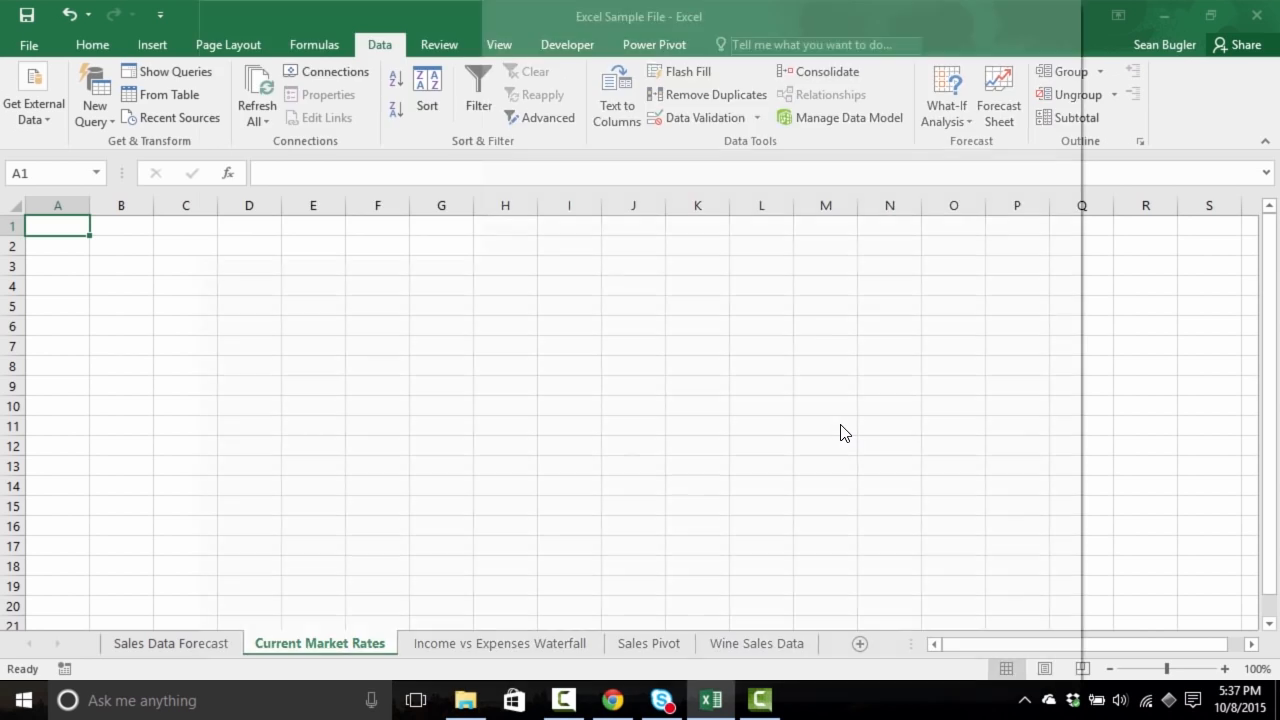 Excel Sample File - Excel
File Home Insert Page Layout Formulas Data Review View Developer Power Pivot Tell me what you want to do... Sean Bugler Share
Get External Data
New Query
Show Queries
From Table
Recent Sources
Get & Transform
Refresh All
Connections
Properties
Edit Links
Connections
Sort
Filter
Clear
Reapply
Advanced
Sort & Filter
Text to Columns
Flash Fill
Remove Duplicates
Data Validation
Consolidate
Relationships
Manage Data Model
Data Tools
What-If Analysis
Forecast Sheet
Forecast
Group
Ungroup
Subtotal
Outline
A1 fx
A B C D E F G H I J K L M N O P Q R S
1
2
3
4
5
6
7
8
9
10
11
12
13
14
15
16
17
18
19
20
21
Sales Data Forecast Current Market Rates Income vs Expenses Waterfall Sales Pivot Wine Sales Data
Ready 100%
Ask me anything
5:37 PM
10/8/2015